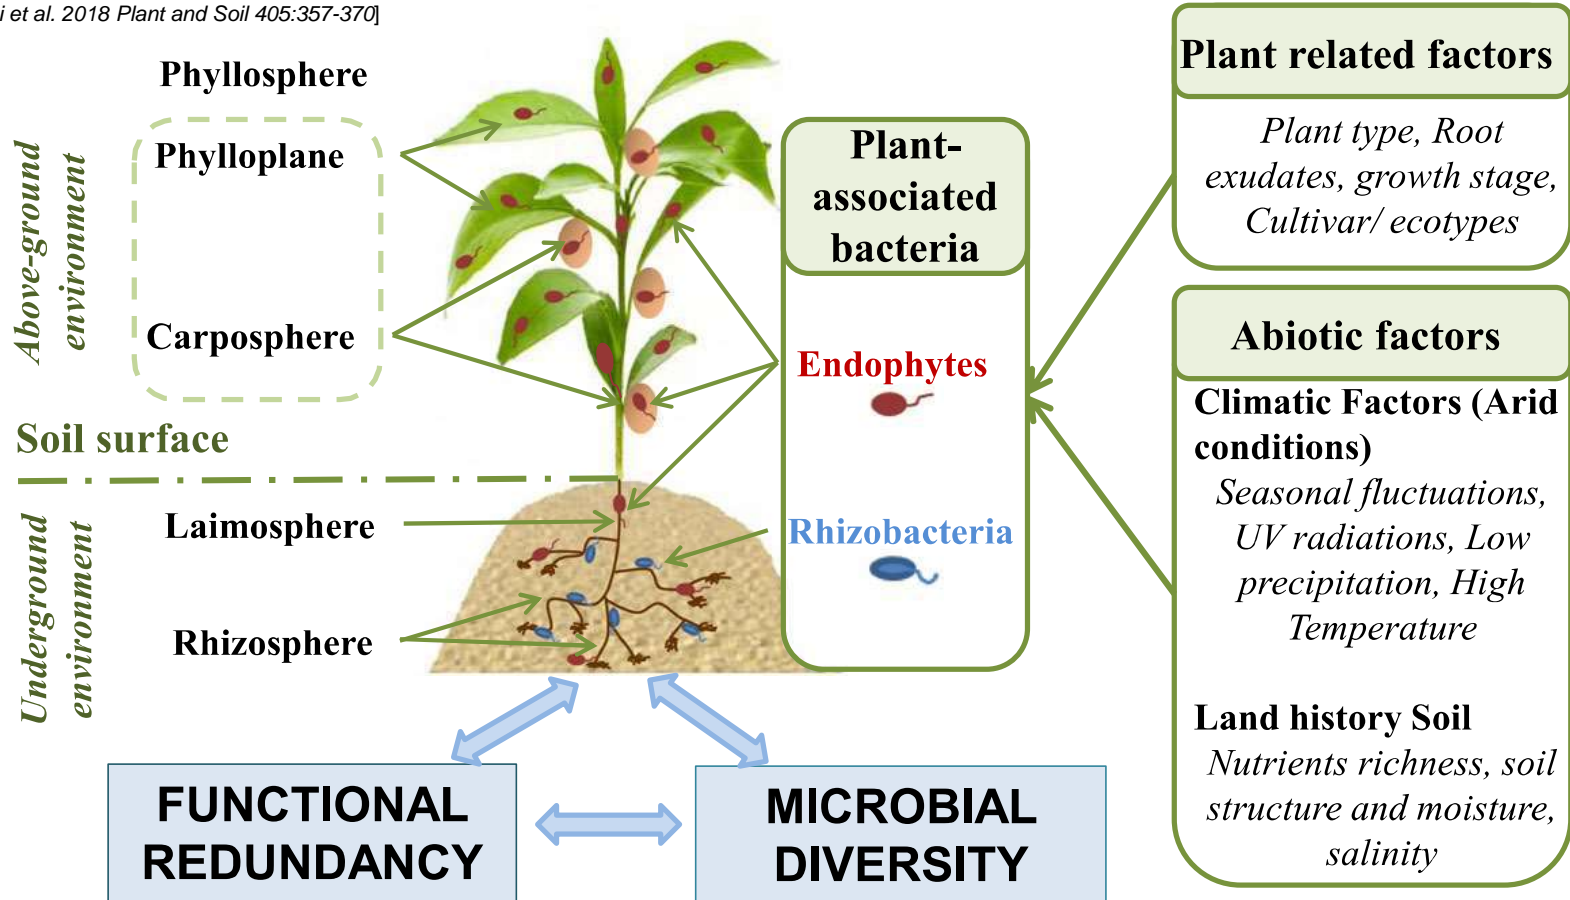 i et al. 2018 Plant and Soil 405:357-370]
Phyllosphere
Above-ground
environment
Phylloplane
Carposphere
Soil surface
Underground
environment
Laimosphere
Rhizosphere
Plant-
associated
bacteria
Endophytes
Rhizobacteria
Plant related factors
Plant type, Root
exudates, growth stage,
Cultivar/ ecotypes
Abiotic factors
Climatic Factors (Arid
conditions)
Seasonal fluctuations,
UV radiations, Low
precipitation, High
Temperature
Land history Soil
Nutrients richness, soil
structure and moisture,
salinity
FUNCTIONAL
REDUNDANCY
MICROBIAL
DIVERSITY